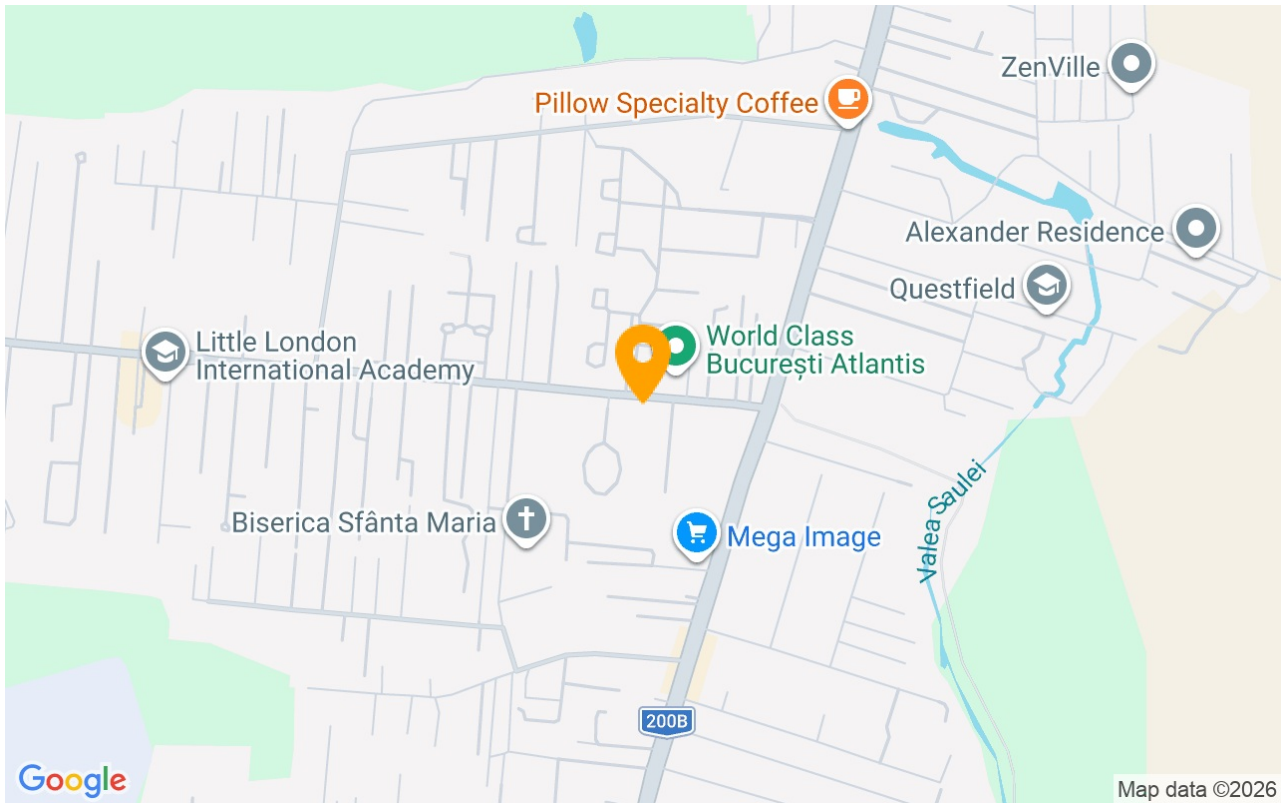 ZenVille
Pillow Specialty Coffee
Alexander Residence
Questfield
World Class
București Atlantis
Little London
International Academy
Valea Saulei
Biserica Sfânta Maria
Mega Image
200B
Google
Map data ©2026